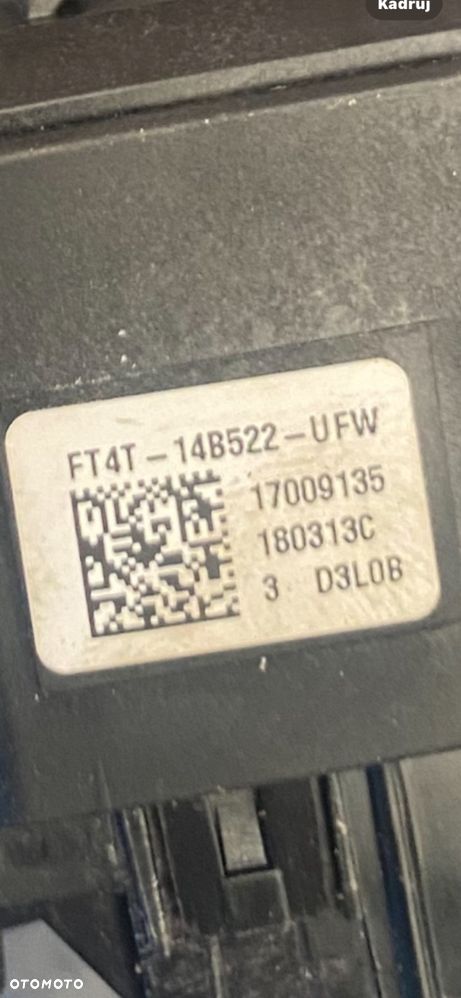 Kadruj
FT4T-14B522-UFW
17009135
180313C
3 D3L0B
OTOMOTO